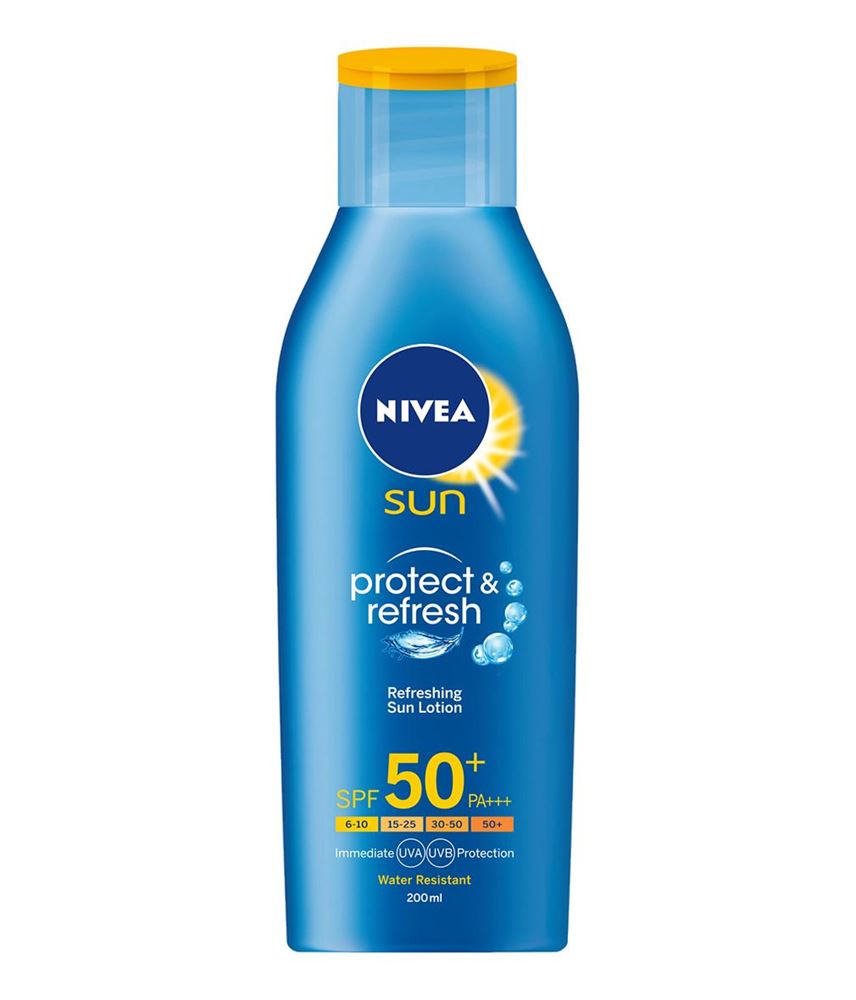 NIVEA
sun
protect &
refresh
Refreshing
Sun Lotion
SPF 50+ PA+++
6-10 15-25 30-50 50+
Immediate UVA UVB Protection
Water Resistant
200ml